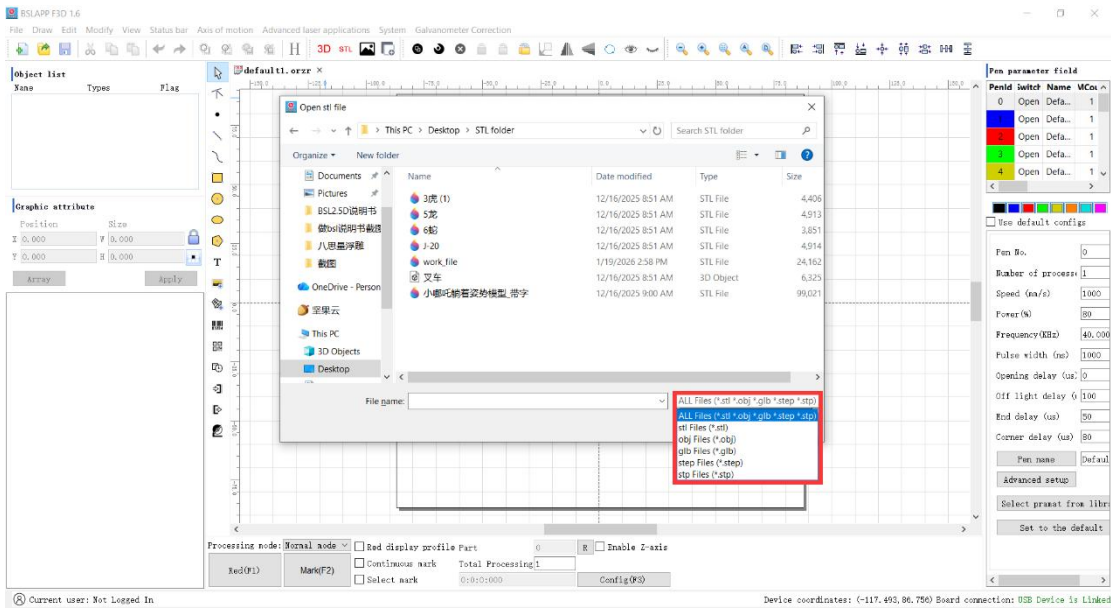 BSLAPP F3D 1.6
File Draw Edit Modify View Status bar Axis of motion Advanced laser applications System Galvanometer Correction
H 3D STL
Object list
Name Types Flag
default1.orzr ×
Open stl file
This PC > Desktop > STL folder
Search STL folder
Organize New folder
Name Date modified Type Size
Documents
Pictures
BSL2.5D说明书
做bsl说明书截图
八思量浮雕
截图
OneDrive - Person
坚果云
This PC
3D Objects
Desktop
3虎 (1) 12/16/2025 8:51 AM STL File 4,406
5龙 12/16/2025 8:51 AM STL File 4,913
6蛇 12/16/2025 8:51 AM STL File 3,851
J-20 12/16/2025 8:51 AM STL File 4,914
work_file 1/19/2026 2:58 PM STL File 24,162
叉车 12/16/2025 8:51 AM 3D Object 6,325
小哪吒躺着姿势模型_带字 12/16/2025 9:00 AM STL File 99,021
File name:
ALL Files (*.stl *.obj *.glb *.step *.stp)
ALL Files (*.stl *.obj *.glb *.step *.stp)
stl Files (*.stl)
obj Files (*.obj)
glb Files (*.glb)
step Files (*.step)
stp Files (*.stp)
Graphic attribute
Position Size
X 0.000 W 0.000
Y 0.000 H 0.000
Array Apply
T
Pen parameter field
PenId Switch Name MCou
0 Open Defa... 1
1 Open Defa... 1
2 Open Defa... 1
3 Open Defa... 1
4 Open Defa... 1
Use default configs
Pen No. 0
Number of process 1
Speed (mm/s) 1000
Power(%) 80
Frequency(KHz) 40.000
Pulse width (ns) 1000
Opening delay (us) 0
Off light delay ( 100
End delay (us) 50
Corner delay (us) 80
Pen name Defaul
Advanced setup
Select pramat from libr
Set to the default
Processing mode: Normal mode
Red display profile
Part 0 R
Enable Z-axis
Red(F1) Mark(F2)
Continuous mark
Total Processing 1
Select mark
0:0:0:000
Config(F3)
Current user: Not Logged In
Device coordinates: (-117.493,86.756) Board connection: USB Device is Linked